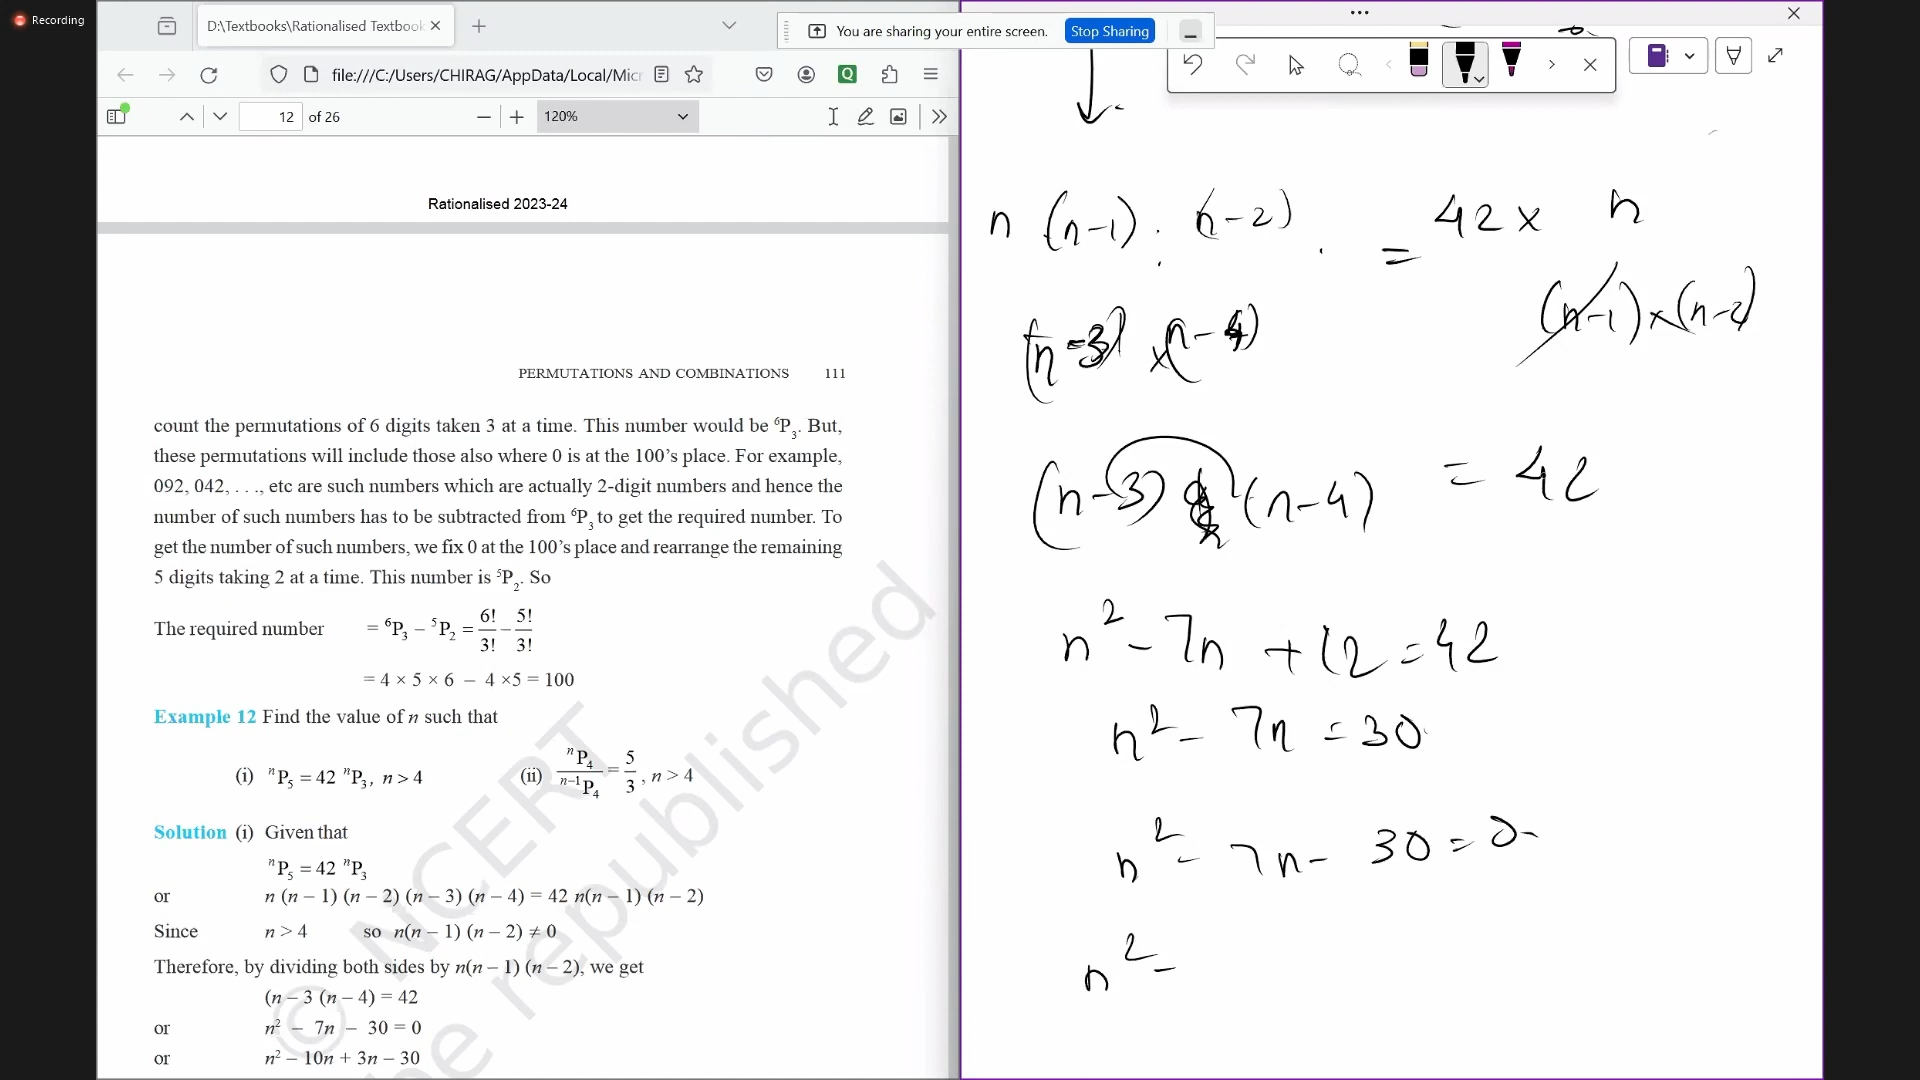 Recording
D:\Textbooks\Rationalised Textbook
You are sharying your entire screen. Stop Sharing
file:///C:/Users/CHIRAG/AppData/Local/Micr
12 of 26
120%
Rationalised 2023-24
PERMUTATIONS AND COMBINATIONS 111
count the permutations of 6 digits taken 3 at a time. This number would be ⁶P₃. But,
these permutations will include those also where 0 is at the 100's place. For example,
092, 042, . . ., etc are such numbers which are actually 2-digit numbers and hence the
number of such numbers has to be subtracted from ⁶P₃ to get the required number. To
get the number of such numbers, we fix 0 at the 100's place and rearrange the remaining
5 digits taking 2 at a time. This number is ⁵P₂. So
The required number = ⁶P₃ – ⁵P₂ = 6!/3! – 5!/3!
= 4 × 5 × 6 – 4 ×5 = 100
Example 12 Find the value of n such that
(i) ⁿP₅ = 42 ⁿP₃, n > 4 (ii) ⁿP₄/ⁿ⁻¹P₄ = 5/3, n > 4
Solution (i) Given that
ⁿP₅ = 42 ⁿP₃
or n (n – 1) (n – 2) (n – 3) (n – 4) = 42 n(n – 1) (n – 2)
Since n > 4 so n(n – 1) (n – 2) ≠ 0
Therefore, by dividing both sides by n(n – 1) (n – 2), we get
(n – 3 (n – 4) = 42
or n² – 7n – 30 = 0
or n² – 10n + 3n – 30
© NCERT
be republished
n (n-1) . (n-2) . = 42 x n
(n-1) x (n-2)
(n-3) x (n-4)
(n-3) x (n-4) = 42
n² - 7n + 12 = 42
n² - 7n = 30
n² - 7n - 30 = 0
n² -